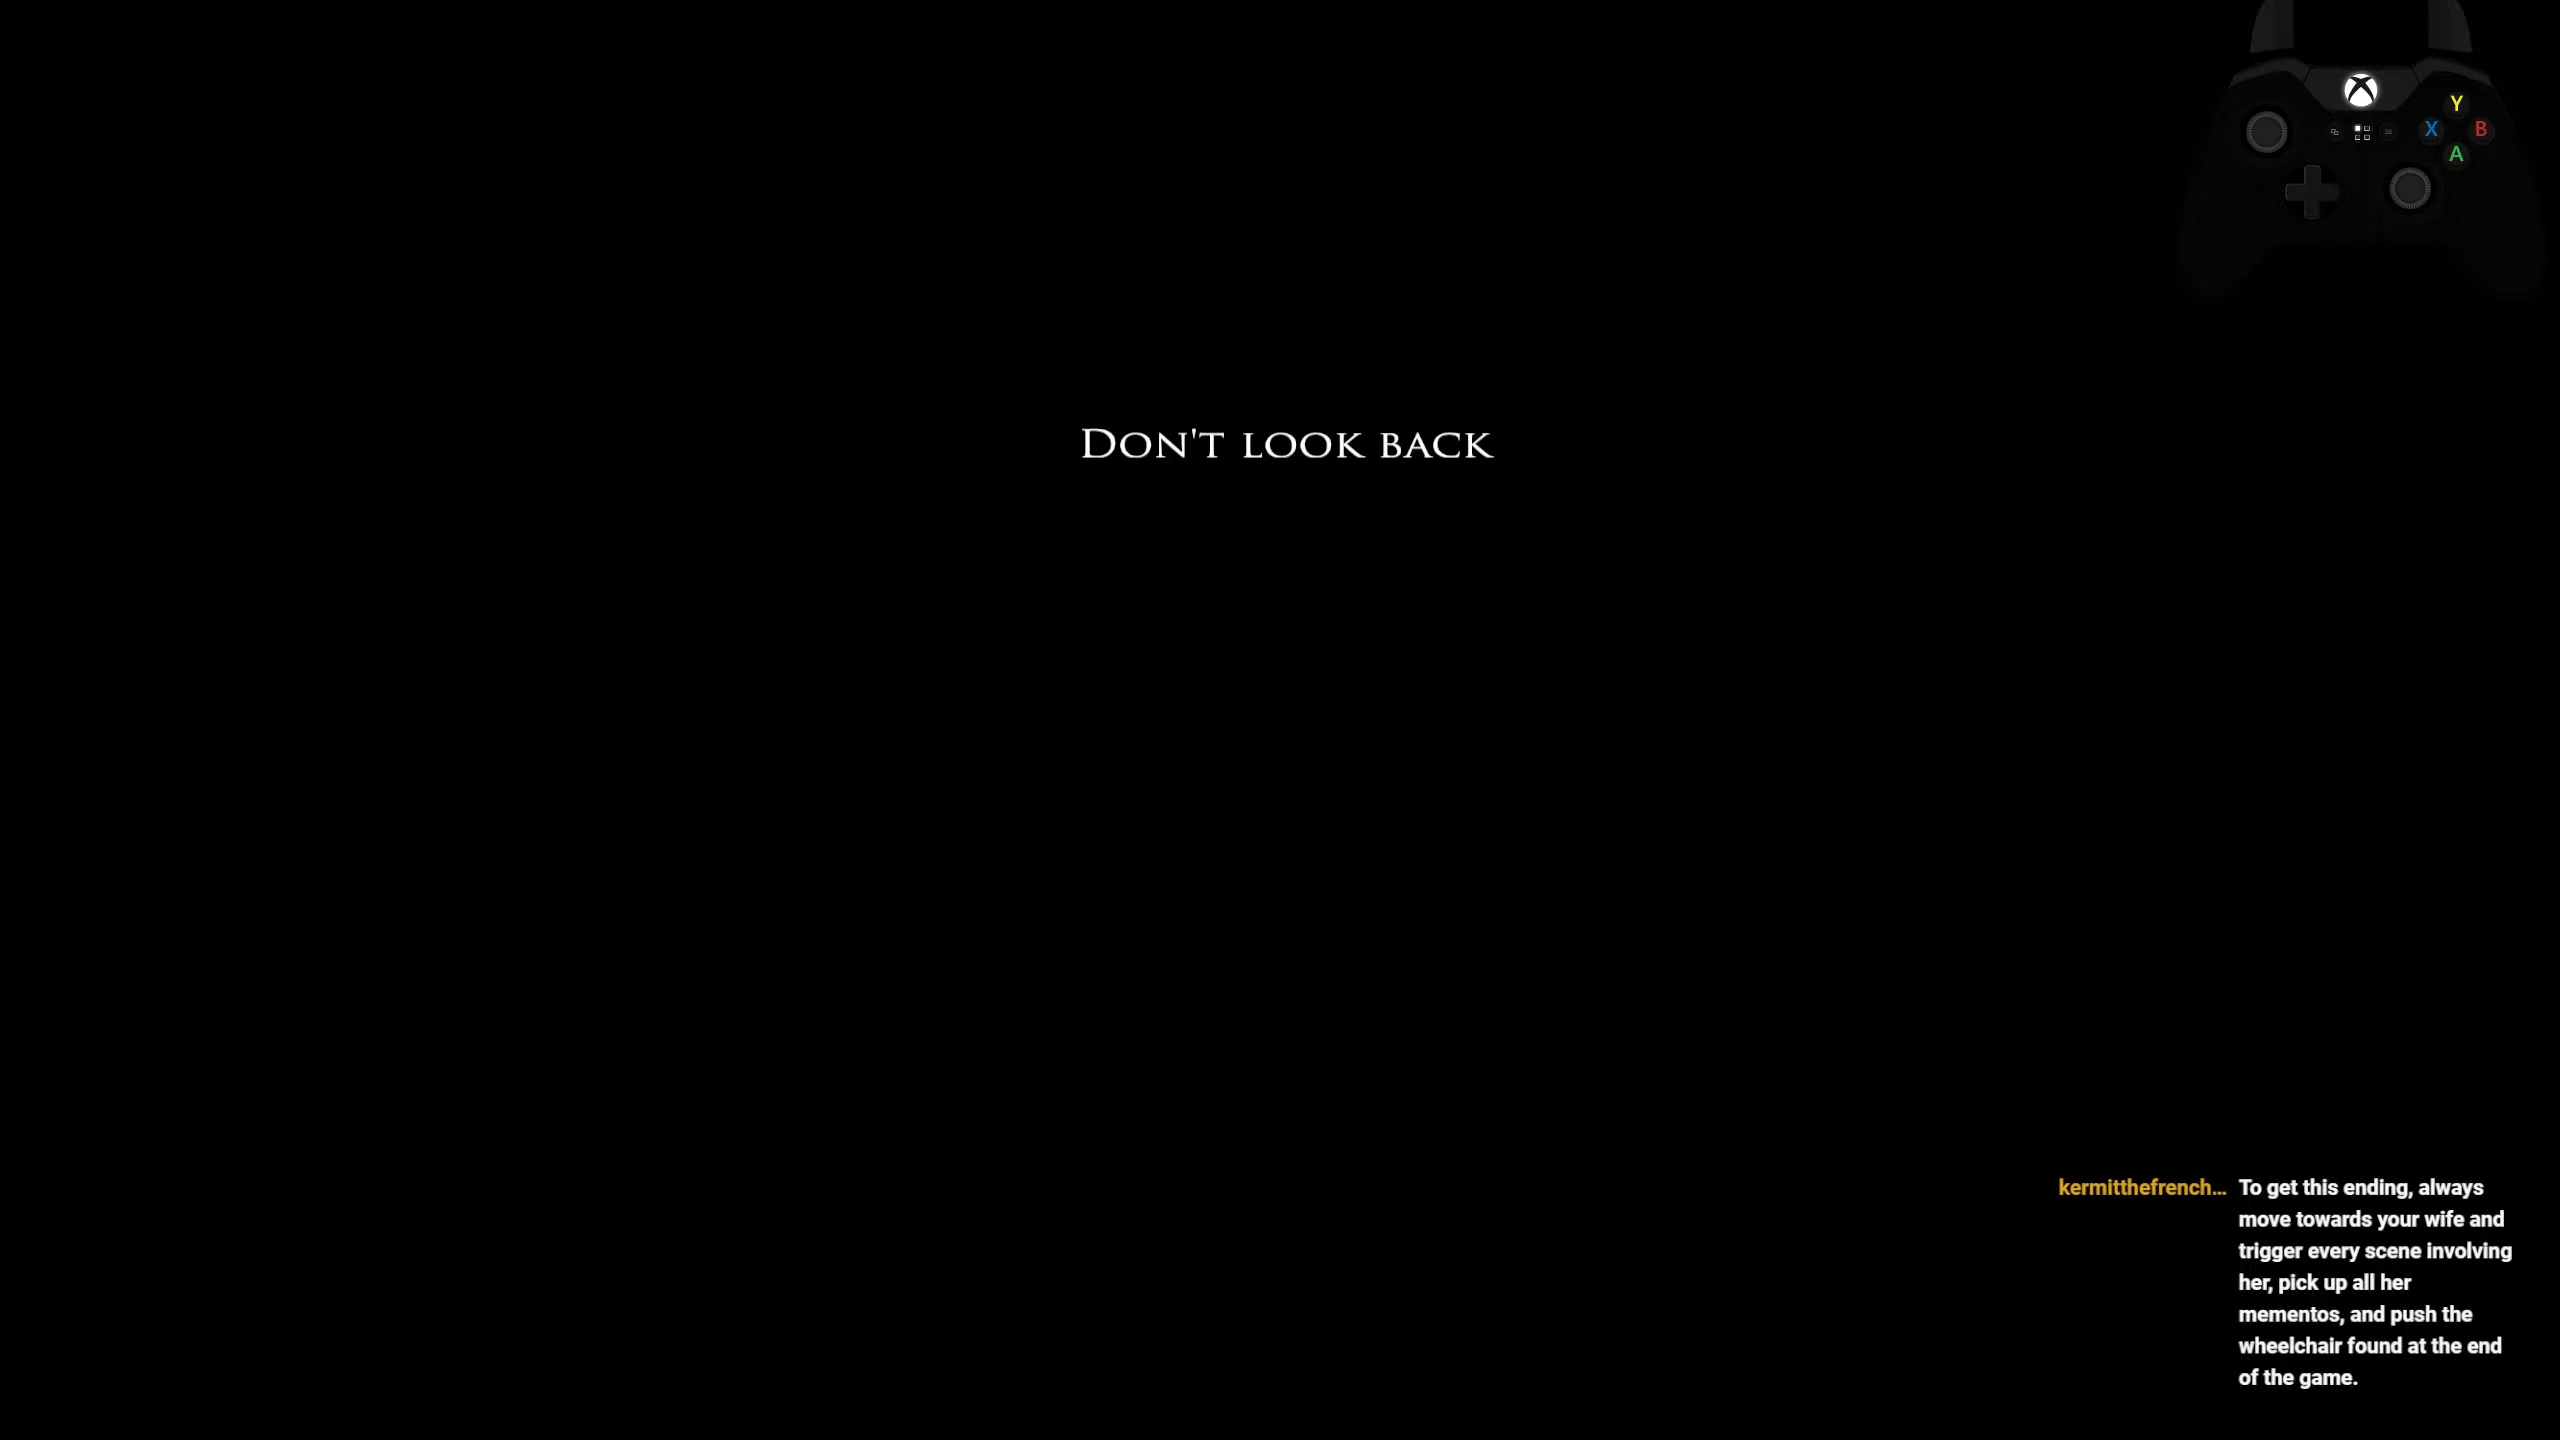 Y
X B
A
DON'T LOOK BACK
kermitthefrench... To get this ending, always
move towards your wife and
trigger every scene involving
her, pick up all her
mementos, and push the
wheelchair found at the end
of the game.